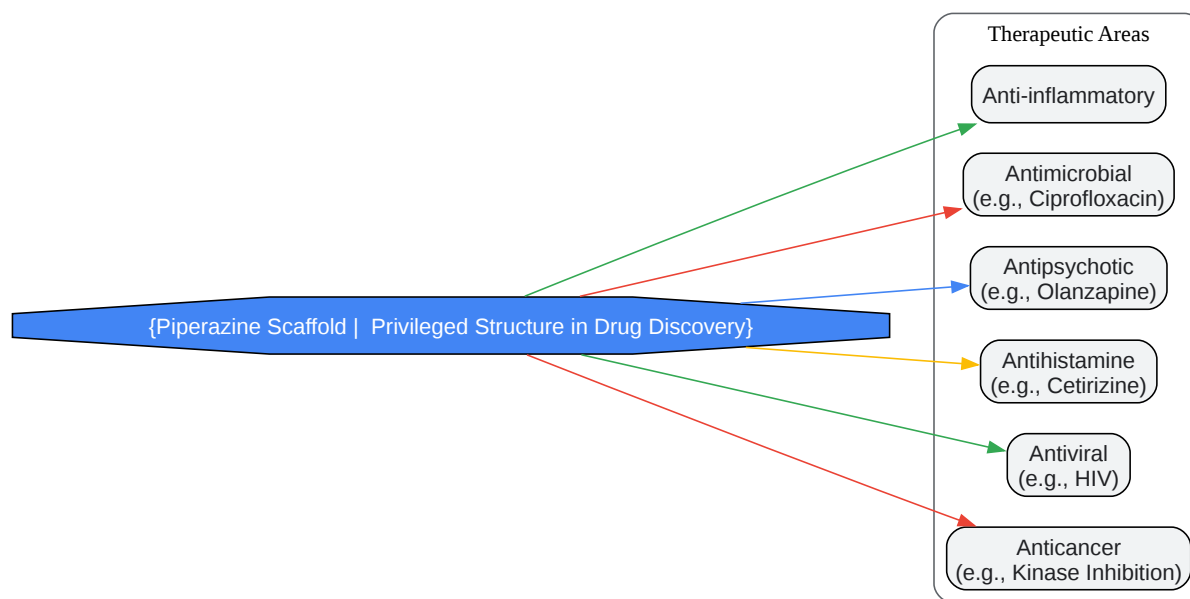 Therapeutic Areas
Anti-inflammatory
Antimicrobial
(e.g., Ciprofloxacin)
Antipsychotic
(e.g., Olanzapine)
{Piperazine Scaffold |  Privileged Structure in Drug Discovery}
Antihistamine
(e.g., Cetirizine)
Antiviral
(e.g., HIV)
Anticancer
(e.g., Kinase Inhibition)